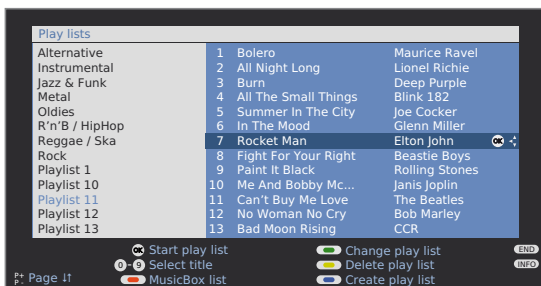 Play lists
Alternative 1 Bolero Maurice Ravel
Instrumental 2 All Night Long Lionel Richie
Jazz & Funk 3 Burn Deep Purple
Metal 4 All The Small Things Blink 182
Oldies 5 Summer In The City Joe Cocker
R'n'B / HipHop 6 In The Mood Glenn Miller
Reggae / Ska 7 Rocket Man Elton John OK
Rock 8 Fight For Your Right Beastie Boys
Playlist 1 9 Paint It Black Rolling Stones
Playlist 10 10 Me And Bobby Mc... Janis Joplin
Playlist 11 11 Can't Buy Me Love The Beatles
Playlist 12 12 No Woman No Cry Bob Marley
Playlist 13 13 Bad Moon Rising CCR
OK Start play list Change play list END
0-9 Select title Delete play list INFO
P+ P- Page ↓↑ MusicBox list Create play list